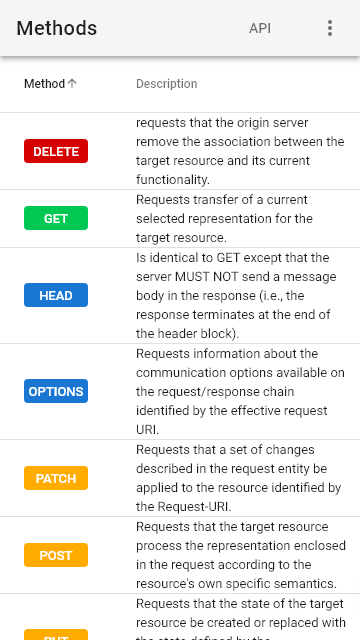 Methods
API
Method
Description
requests that the origin server
remove the association between the
target resource and its current
functionality.
DELETE
Requests transfer of a current
selected representation for the
target resource.
GET
Is identical to GET except that the
server MUST NOT send a message
body in the response (i.e., the
response terminates at the end of
the header block).
HEAD
Requests information about the
communication options available on
the request/response chain
identified by the effective request
URI.
OPTIONS
Requests that a set of changes
described in the request entity be
applied to the resource identified by
the Request-URI.
PATCH
Requests that the target resource
process the representation enclosed
in the request according to the
resource's own specific semantics.
POST
Requests that the state of the target
resource be created or replaced with
the state defined by the
PUT